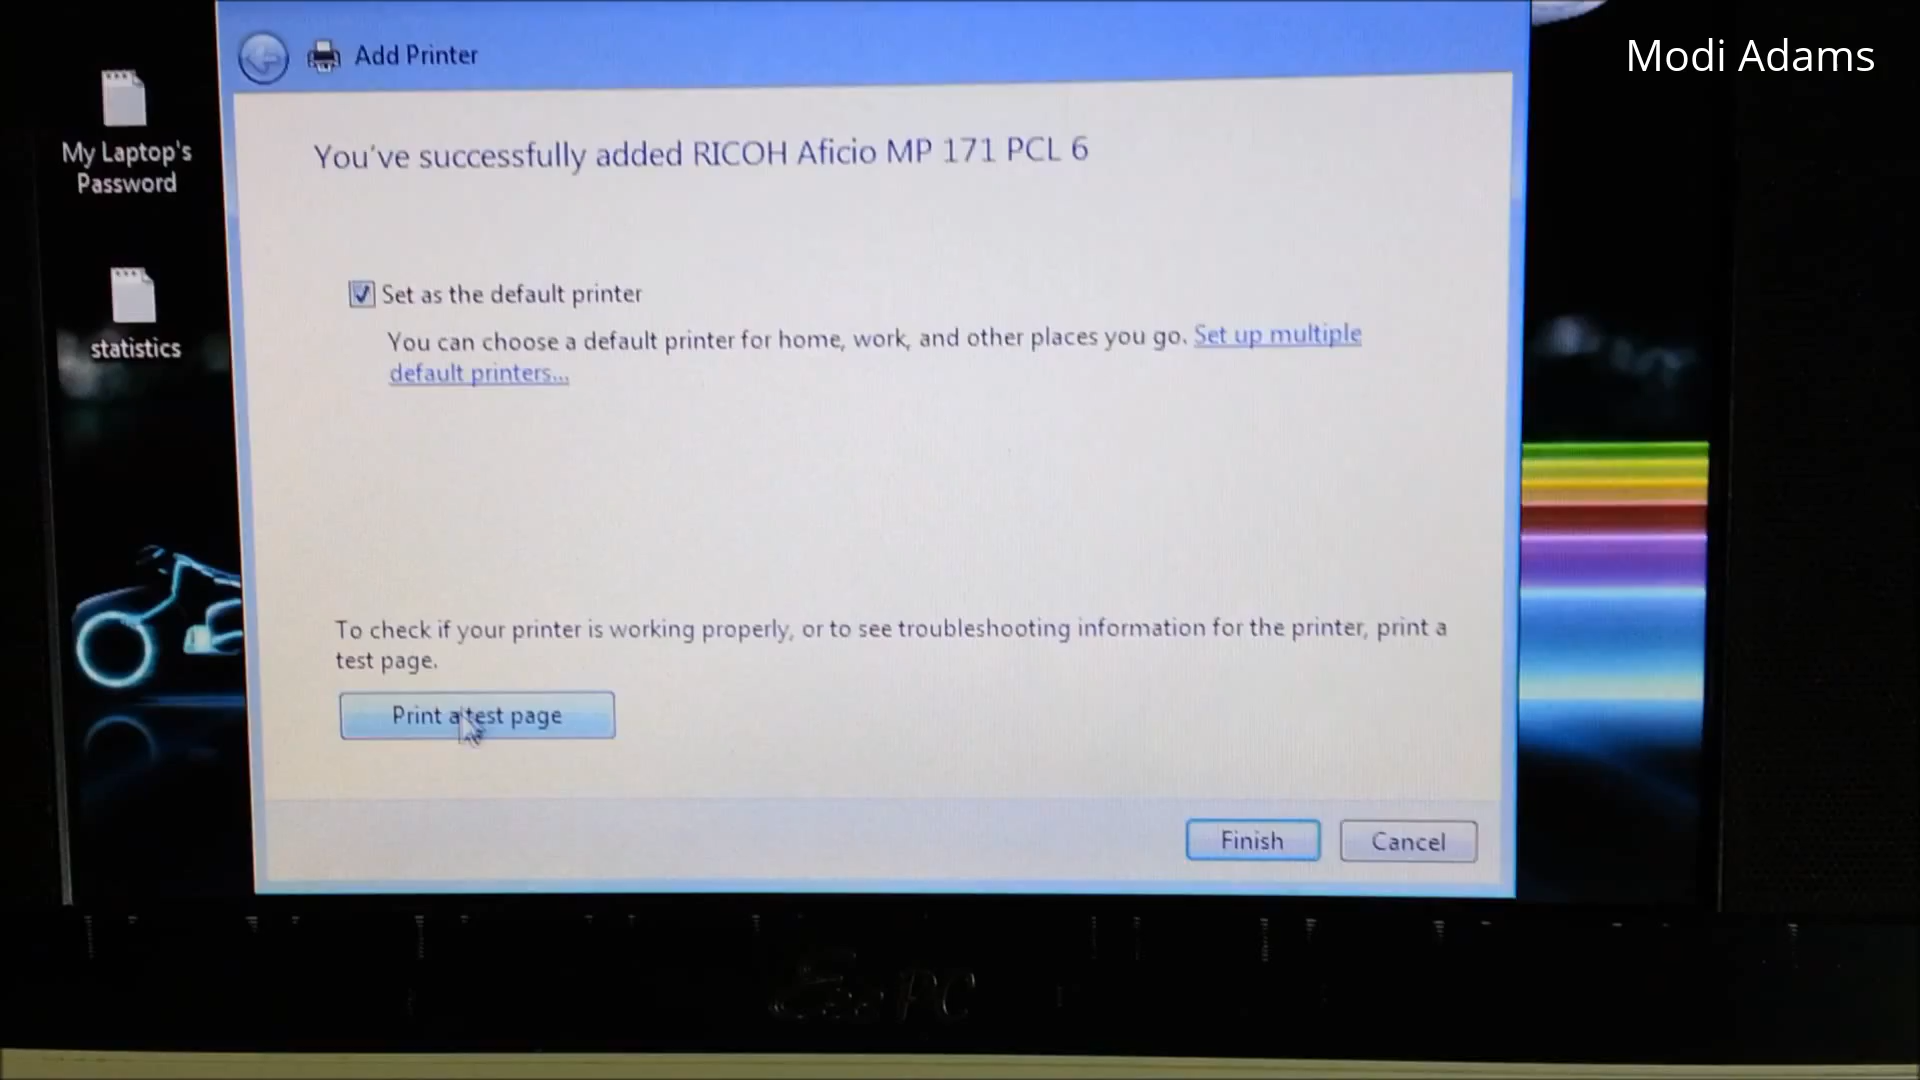 Modi Adams
Add Printer
My Laptop's
Password
statistics
You've successfully added RICOH Aficio MP 171 PCL 6
Set as the default printer
You can choose a default printer for home, work, and other places you go. Set up multiple
default printers...
To check if your printer is working properly, or to see troubleshooting information for the printer, print a
test page.
Print a test page
Finish
Cancel
Eee PC